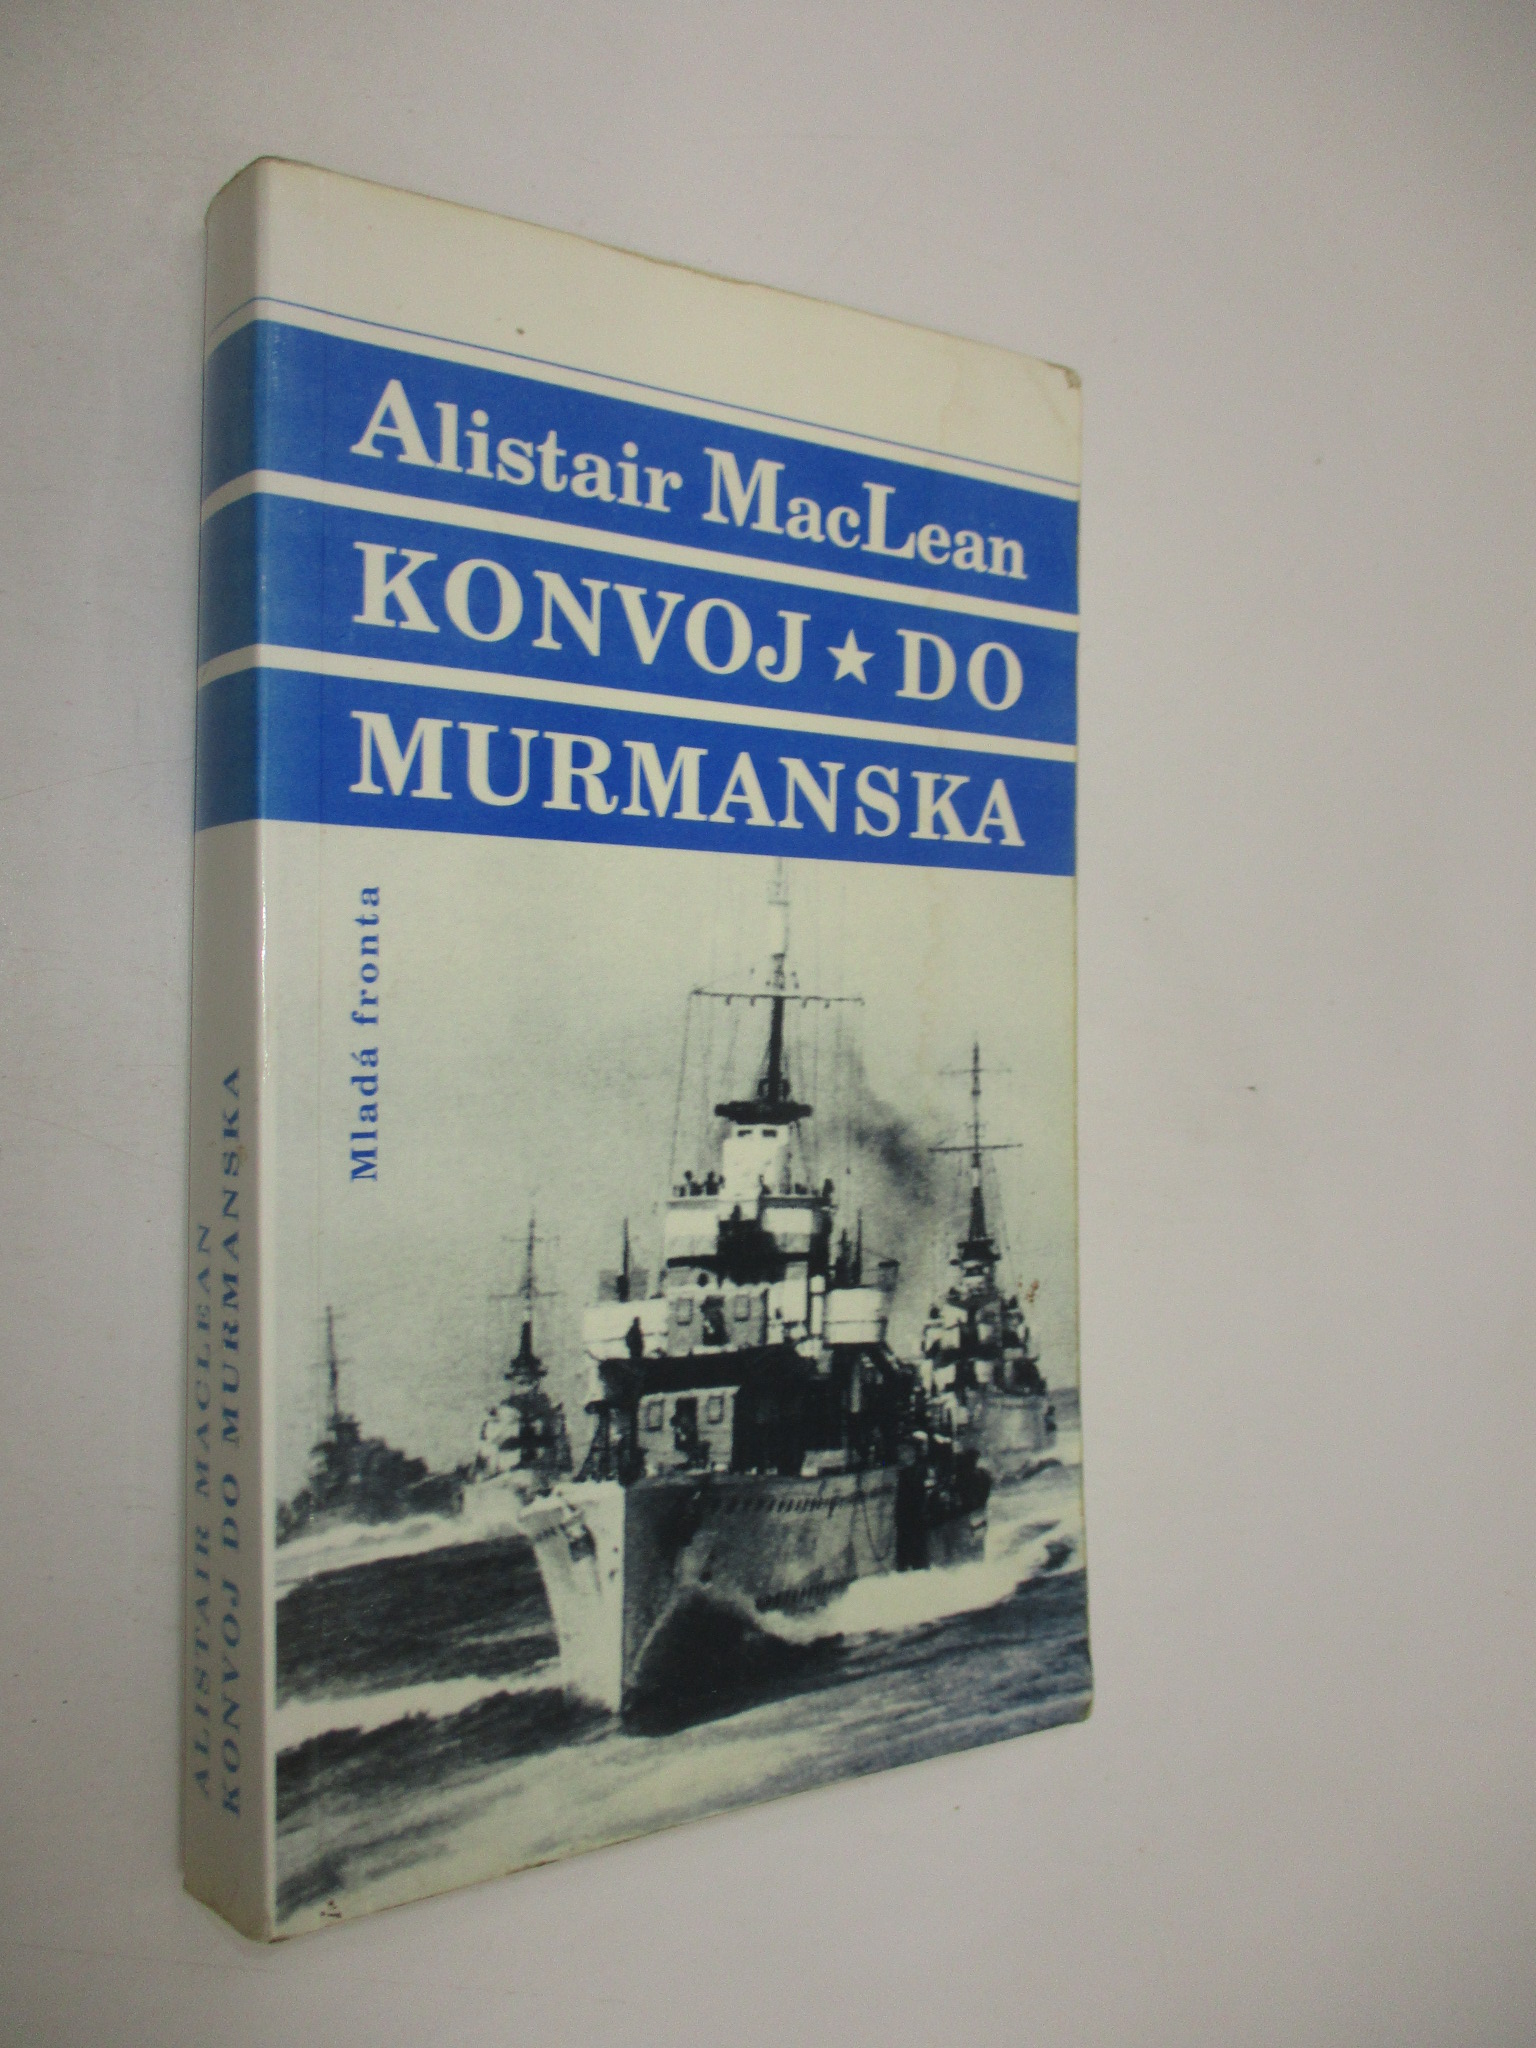 Alistair MacLean
KONVOJ ★ DO
MURMANSKA
Mladá fronta
ALISTAIR MACLEAN
KONVOJ DO MURMANSKA